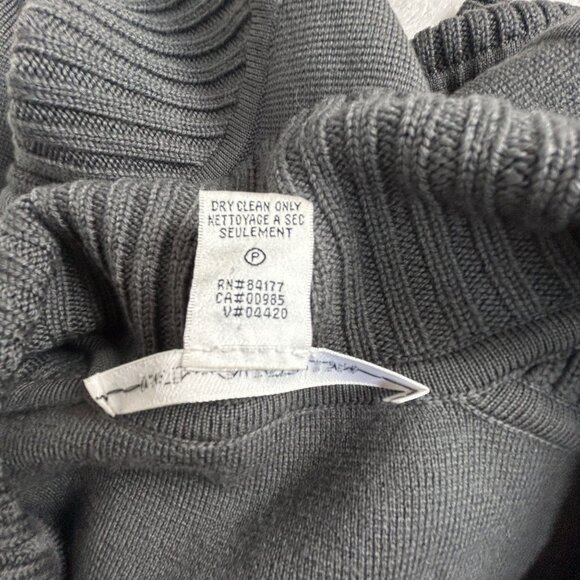 DRY CLEAN ONLY
NETTOYAGE A SEC
SEULEMENT
P
RN#84177
CA#00985
V#04420